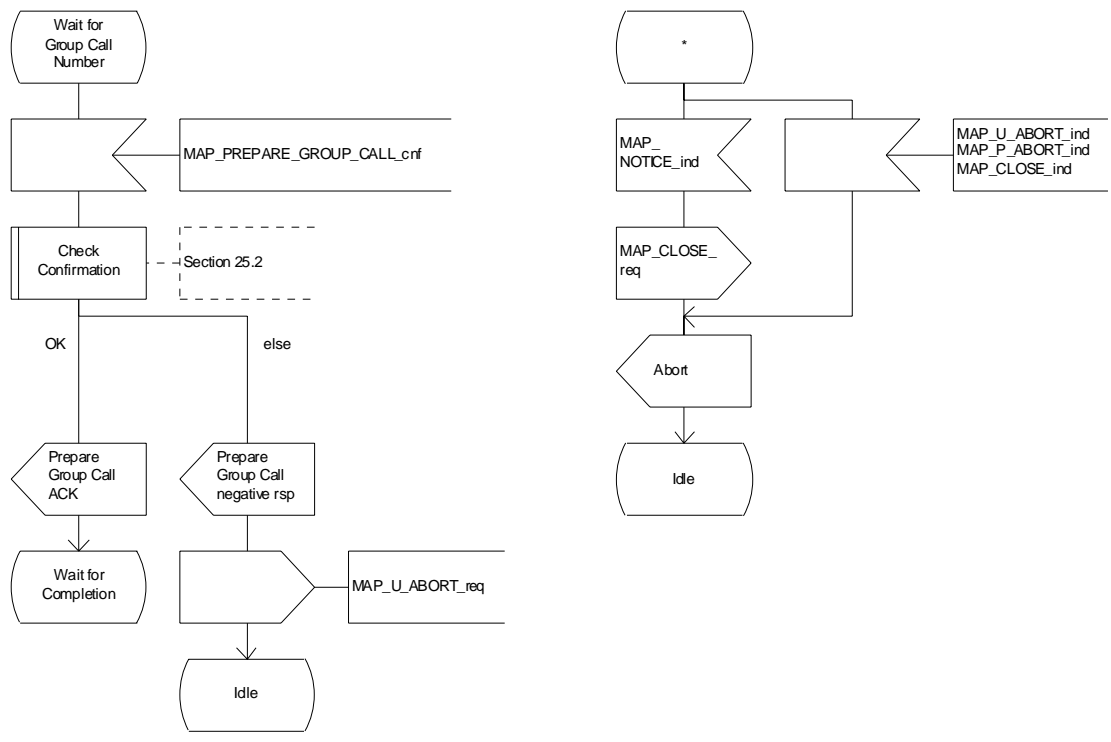 Wait for
Group Call
Number
MAP_PREPARE_GROUP_CALL_cnf
Check
Confirmation
Section 25.2
OK
else
Prepare
Group Call
ACK
Prepare
Group Call
negative rsp
Wait for
Completion
MAP_U_ABORT_req
Idle
*
MAP_
NOTICE_ind
MAP_U_ABORT_ind
MAP_P_ABORT_ind
MAP_CLOSE_ind
MAP_CLOSE_
req
Abort
Idle